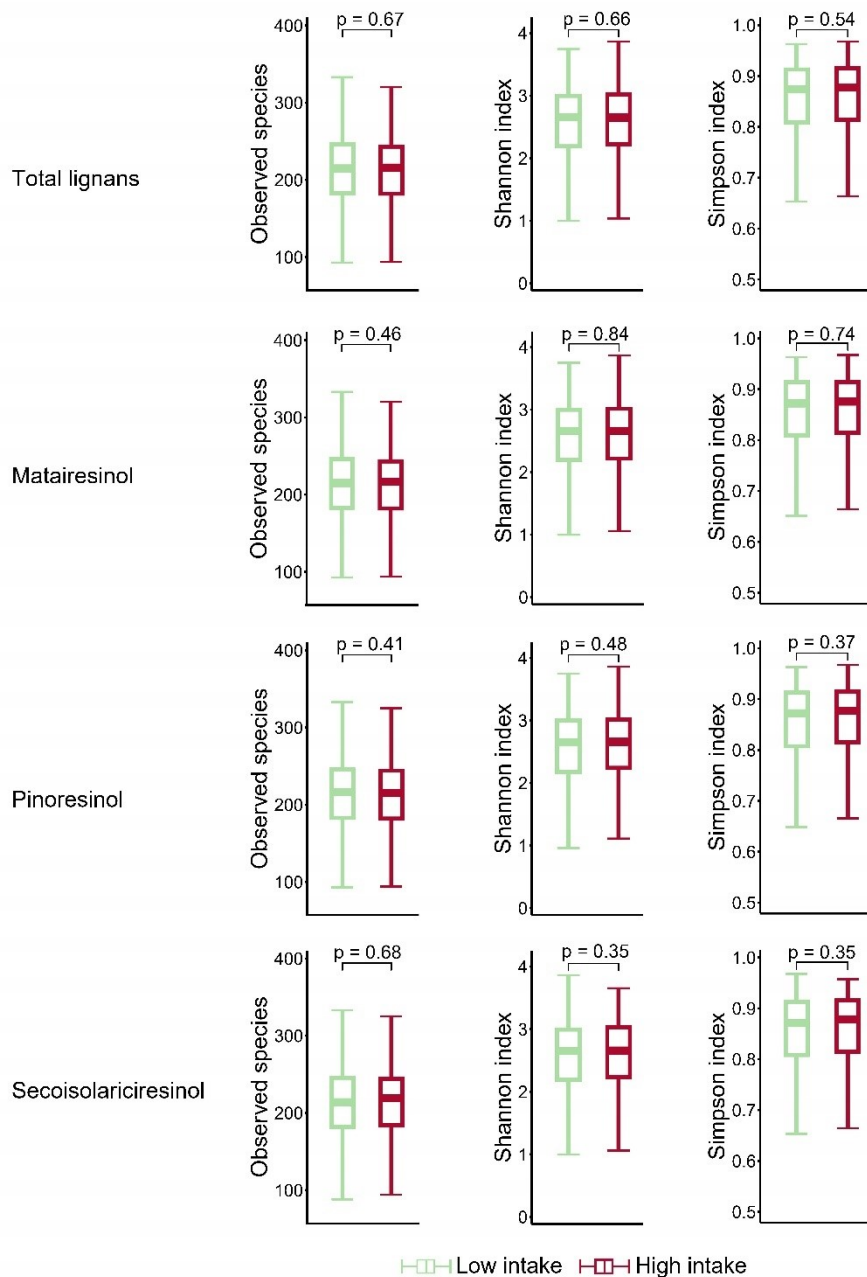 Total lignans
Observed species
400
300
200
100
p = 0.67
Shannon index
4
3
2
1
0
p = 0.66
Simpson index
1.0
0.9
0.8
0.7
0.6
0.5
p = 0.54
Matairesinol
Observed species
400
300
200
100
p = 0.46
Shannon index
4
3
2
1
0
p = 0.84
Simpson index
1.0
0.9
0.8
0.7
0.6
0.5
p = 0.74
Pinoresinol
Observed species
400
300
200
100
p = 0.41
Shannon index
4
3
2
1
0
p = 0.48
Simpson index
1.0
0.9
0.8
0.7
0.6
0.5
p = 0.37
Secoisolariciresinol
Observed species
400
300
200
100
p = 0.68
Shannon index
4
3
2
1
0
p = 0.35
Simpson index
1.0
0.9
0.8
0.7
0.6
0.5
p = 0.35
Low intake
High intake